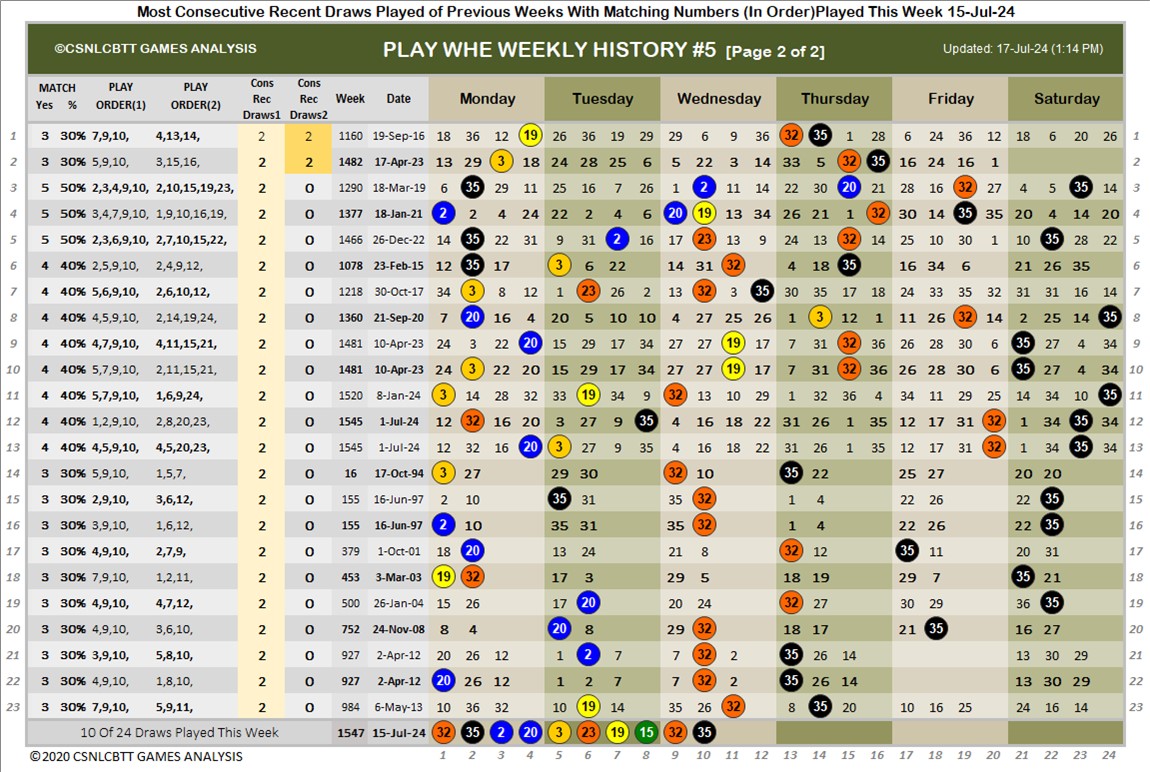 Most Consecutive Recent Draws Played of Previous Weeks With Matching Numbers (In Order)Played This Week 15-Jul-24
©CSNLCBTT GAMES ANALYSIS PLAY WHE WEEKLY HISTORY #5 [Page 2 of 2] Updated: 17-Jul-24 (1:14 PM)
MATCH Yes % PLAY ORDER(1) PLAY ORDER(2) Cons Rec Draws1 Cons Rec Draws2 Week Date Monday Tuesday Wednesday Thursday Friday Saturday
1 3 30% 7,9,10, 4,13,14, 2 2 1160 19-Sep-16 18 36 12 19 26 36 19 29 29 6 9 36 32 35 1 28 6 24 36 12 18 6 20 26 1
2 3 30% 5,9,10, 3,15,16, 2 2 1482 17-Apr-23 13 29 3 18 24 28 25 6 5 22 3 14 33 5 32 35 16 24 16 1 2
3 5 50% 2,3,4,9,10, 2,10,15,19,23, 2 0 1290 18-Mar-19 6 35 29 11 25 16 7 26 1 2 11 14 22 30 20 21 28 16 32 27 4 5 35 14 3
4 5 50% 3,4,7,9,10, 1,9,10,16,19, 2 0 1377 18-Jan-21 2 2 4 24 22 2 4 6 20 19 13 34 26 21 1 32 30 14 35 35 20 4 14 20 4
5 5 50% 2,3,6,9,10, 2,7,10,15,22, 2 0 1466 26-Dec-22 14 35 22 31 9 31 2 16 17 23 13 9 24 13 32 14 25 10 30 1 10 35 28 22 5
6 4 40% 2,5,9,10, 2,4,9,12, 2 0 1078 23-Feb-15 12 35 17 3 6 22 14 31 32 4 18 35 16 34 6 21 26 35 6
7 4 40% 5,6,9,10, 2,6,10,12, 2 0 1218 30-Oct-17 34 3 8 12 1 23 26 2 13 32 3 35 30 35 17 18 24 33 35 32 31 31 16 14 7
8 4 40% 4,5,9,10, 2,14,19,24, 2 0 1360 21-Sep-20 7 20 16 4 20 5 10 10 4 27 25 26 1 3 12 1 11 26 32 14 2 25 14 35 8
9 4 40% 4,7,9,10, 4,11,15,21, 2 0 1481 10-Apr-23 24 3 22 20 15 29 17 34 27 27 19 17 7 31 32 36 26 28 30 6 35 27 4 34 9
10 4 40% 5,7,9,10, 2,11,15,21, 2 0 1481 10-Apr-23 24 3 22 20 15 29 17 34 27 27 19 17 7 31 32 36 26 28 30 6 35 27 4 34 10
11 4 40% 5,7,9,10, 1,6,9,24, 2 0 1520 8-Jan-24 3 14 28 32 33 19 34 9 32 13 10 29 1 32 36 4 34 11 29 25 14 34 10 35 11
12 4 40% 1,2,9,10, 2,8,20,23, 2 0 1545 1-Jul-24 12 32 16 20 3 27 9 35 4 16 18 22 31 26 1 35 12 17 31 32 1 34 35 34 12
13 4 40% 4,5,9,10, 4,5,20,23, 2 0 1545 1-Jul-24 12 32 16 20 3 27 9 35 4 16 18 22 31 26 1 35 12 17 31 32 1 34 35 34 13
14 3 30% 5,9,10, 1,5,7, 2 0 16 17-Oct-94 3 27 29 30 32 10 35 22 25 27 20 20 14
15 3 30% 2,9,10, 3,6,12, 2 0 155 16-Jun-97 2 10 35 31 35 32 1 4 22 26 22 35 15
16 3 30% 3,9,10, 1,6,12, 2 0 155 16-Jun-97 2 10 35 31 35 32 1 4 22 26 22 35 16
17 3 30% 4,9,10, 2,7,9, 2 0 379 1-Oct-01 18 20 13 24 21 8 32 12 35 11 20 31 17
18 3 30% 7,9,10, 1,2,11, 2 0 453 3-Mar-03 19 32 17 3 29 5 18 19 29 7 35 21 18
19 3 30% 4,9,10, 4,7,12, 2 0 500 26-Jan-04 15 26 17 20 20 24 32 27 30 29 36 35 19
20 3 30% 4,9,10, 3,6,10, 2 0 752 24-Nov-08 8 4 20 8 29 32 18 17 21 35 16 27 20
21 3 30% 3,9,10, 5,8,10, 2 0 927 2-Apr-12 20 26 12 1 2 7 7 32 2 35 26 14 13 30 29 21
22 3 30% 4,9,10, 1,8,10, 2 0 927 2-Apr-12 20 26 12 1 2 7 7 32 2 35 26 14 13 30 29 22
23 3 30% 7,9,10, 5,9,11, 2 0 984 6-May-13 10 36 32 10 19 14 35 26 32 8 35 20 10 16 25 24 16 14 23
10 Of 24 Draws Played This Week 1547 15-Jul-24 32 35 2 20 3 23 19 15 32 35
©2020 CSNLCBTT GAMES ANALYSIS 1 2 3 4 5 6 7 8 9 10 11 12 13 14 15 16 17 18 19 20 21 22 23 24